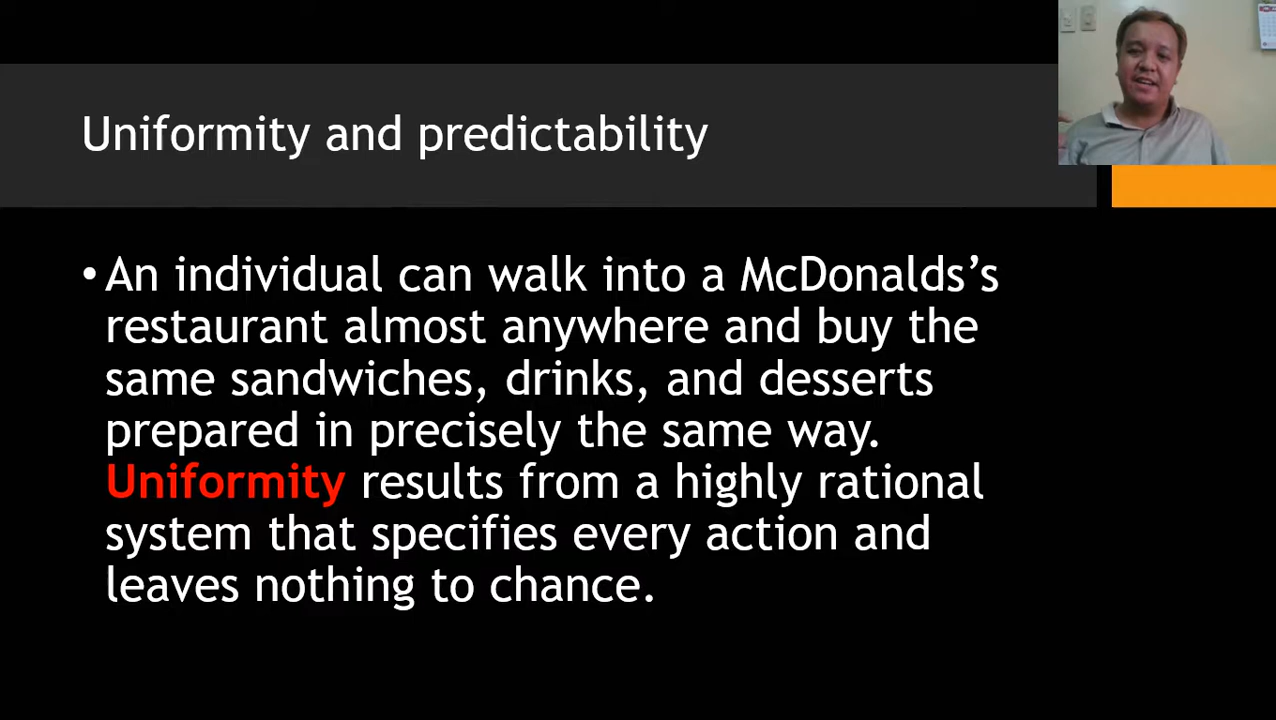 Uniformity and predictability
• An individual can walk into a McDonalds’s
restaurant almost anywhere and buy the
same sandwiches, drinks, and desserts
prepared in precisely the same way.
Uniformity results from a highly rational
system that specifies every action and
leaves nothing to chance.